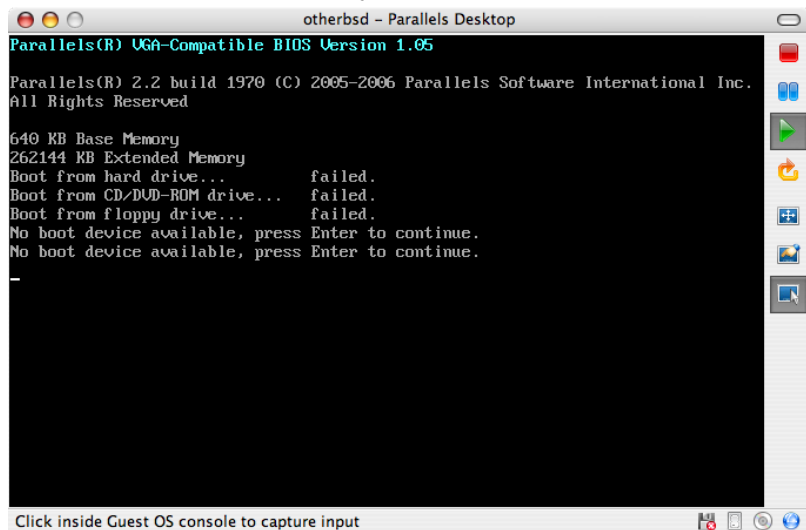 otherbsd – Parallels Desktop
Parallels(R) VGA-Compatible BIOS Version 1.05
Parallels(R) 2.2 build 1970 (C) 2005-2006 Parallels Software International Inc.
All Rights Reserved
640 KB Base Memory
262144 KB Extended Memory
Boot from hard drive... failed.
Boot from CD/DVD-ROM drive... failed.
Boot from floppy drive... failed.
No boot device available, press Enter to continue.
No boot device available, press Enter to continue.
Click inside Guest OS console to capture input